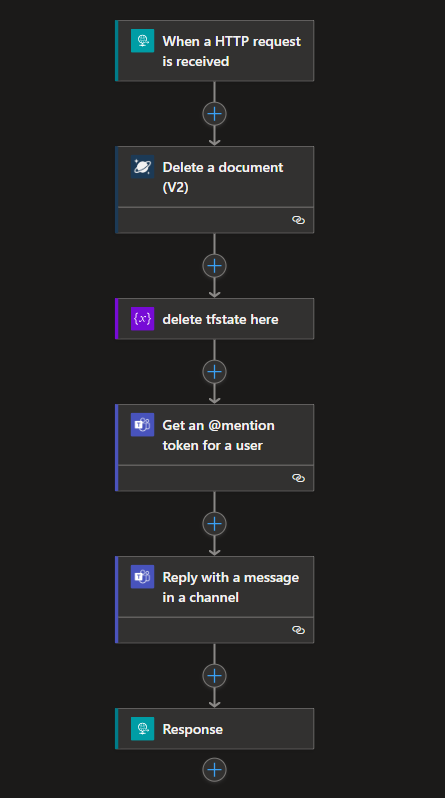 When a HTTP request
is received
Delete a document
(V2)
{x}
delete tfstate here
Get an @mention
token for a user
Reply with a message
in a channel
Response